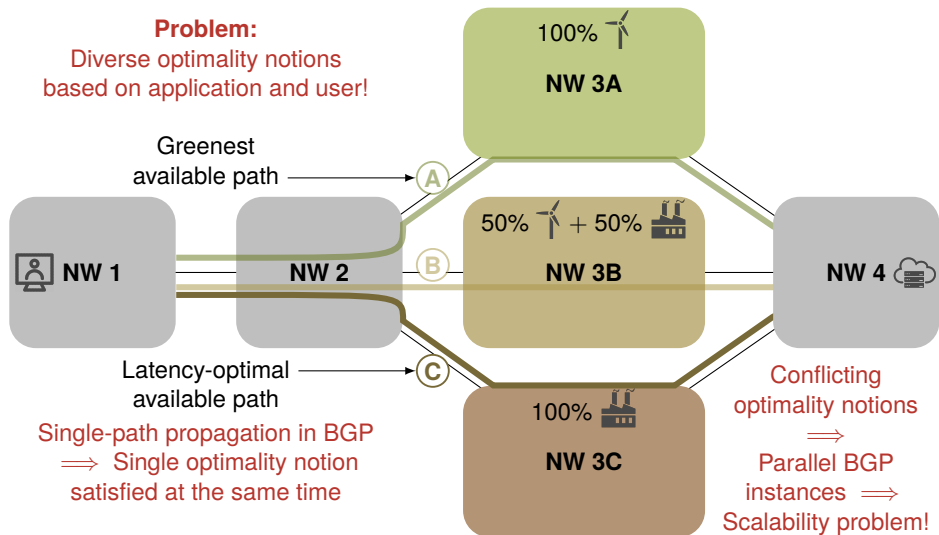 Problem:
Diverse optimality notions
based on application and user!
100%
NW 3A
Greenest
available path
A
50% + 50%
NW 1
NW 2
B
NW 3B
NW 4
Latency-optimal
available path
C
Single-path propagation in BGP
⟹ Single optimality notion
satisfied at the same time
100%
NW 3C
Conflicting
optimality notions
⟹
Parallel BGP
instances ⟹
Scalability problem!